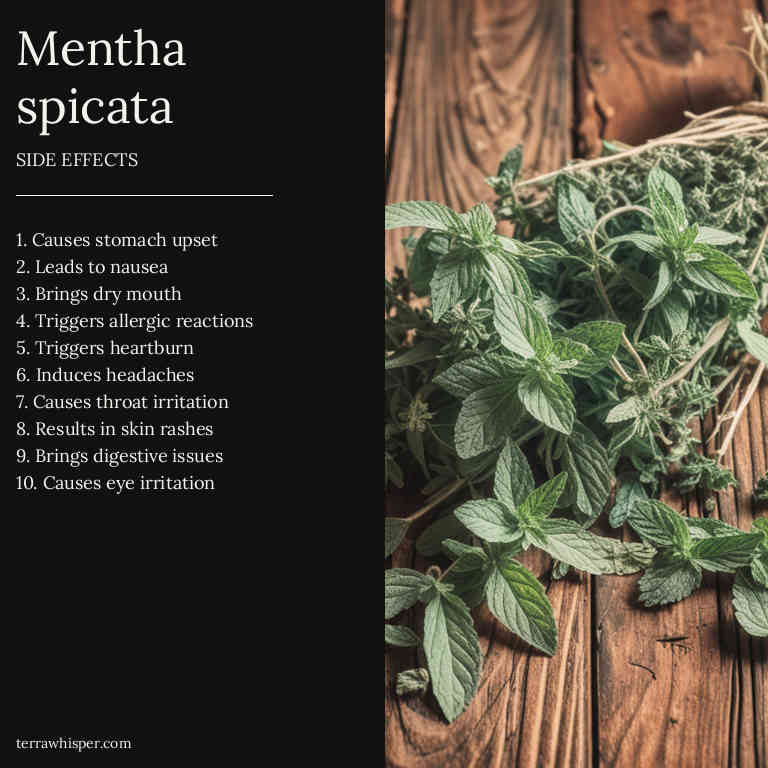 Mentha
spicata
SIDE EFFECTS
1. Causes stomach upset
2. Leads to nausea
3. Brings dry mouth
4. Triggers allergic reactions
5. Triggers heartburn
6. Induces headaches
7. Causes throat irritation
8. Results in skin rashes
9. Brings digestive issues
10. Causes eye irritation
terrawhisper.com